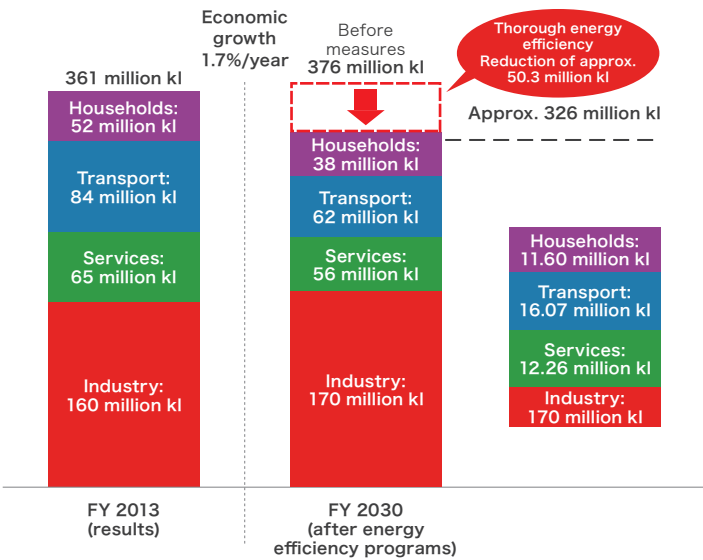 Economic
growth
1.7%/year
Before
measures
376 million kl
Thorough energy
efficiency
Reduction of approx.
50.3 million kl
Approx. 326 million kl
361 million kl
Households:
52 million kl
Transport:
84 million kl
Services:
65 million kl
Industry:
160 million kl
Households:
38 million kl
Transport:
62 million kl
Services:
56 million kl
Industry:
170 million kl
Households:
11.60 million kl
Transport:
16.07 million kl
Services:
12.26 million kl
Industry:
170 million kl
FY 2013
(results)
FY 2030
(after energy
efficiency programs)